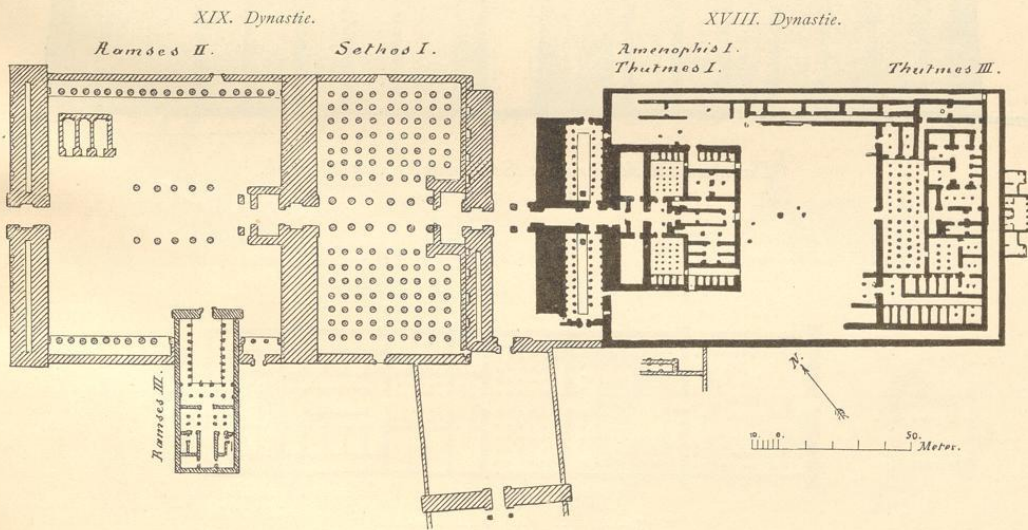 XIX. Dynastie.
XVIII. Dynastie.
Ramses II.
Sethos I.
Amenophis I.
Thutmes I.
Thutmes III.
Ramses III.
N.
10. 0. 50.
Meter.